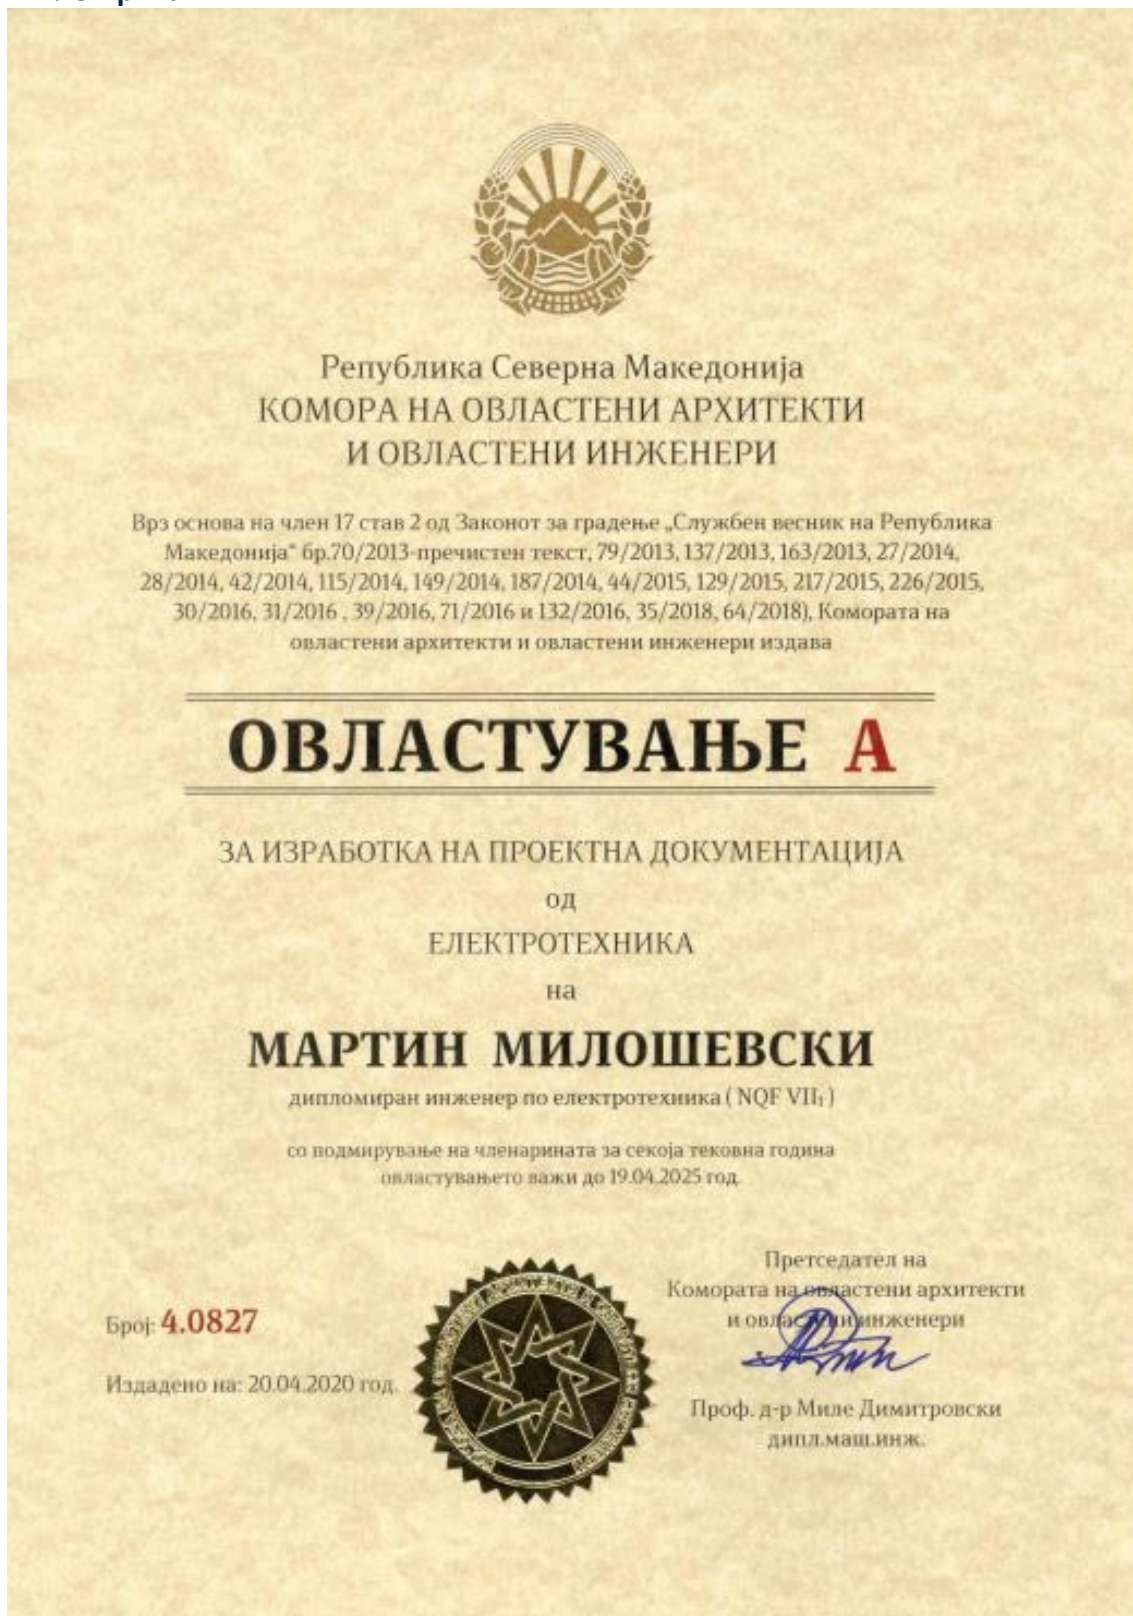 Република Северна Македонија
КОМОРА НА ОВЛАСТЕНИ АРХИТЕКТИ
И ОВЛАСТЕНИ ИНЖЕНЕРИ
Врз основа на член 17 став 2 од Законот за градење „Службен весник на Република
Македонија“ бр.70/2013-пречистен текст, 79/2013, 137/2013, 163/2013, 27/2014,
28/2014, 42/2014, 115/2014, 149/2014, 187/2014, 44/2015, 129/2015, 217/2015, 226/2015,
30/2016, 31/2016 , 39/2016, 71/2016 и 132/2016, 35/2018, 64/2018), Комората на
овластени архитекти и овластени инженери издава
ОВЛАСТУВАЊЕ А
ЗА ИЗРАБОТКА НА ПРОЕКТНА ДОКУМЕНТАЦИЈА
од
ЕЛЕКТРОТЕХНИКА
на
МАРТИН МИЛОШЕВСКИ
дипломиран инженер по електротехника ( NQF VII₁ )
со подмирување на членарината за секоја тековна година
овластувањето важи до 19.04.2025 год.
Број: 4.0827
Издадено на: 20.04.2020 год.
Претседател на
Комората на овластени архитекти
и овластени инженери
Проф. д-р Миле Димитровски
дипл.маш.инж.